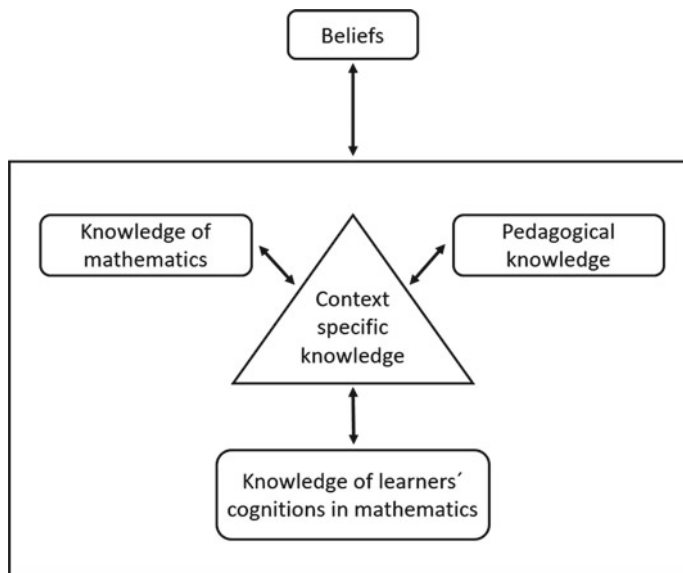 Beliefs
Knowledge of
mathematics
Pedagogical
knowledge
Context
specific
knowledge
Knowledge of learners´
cognitions in mathematics